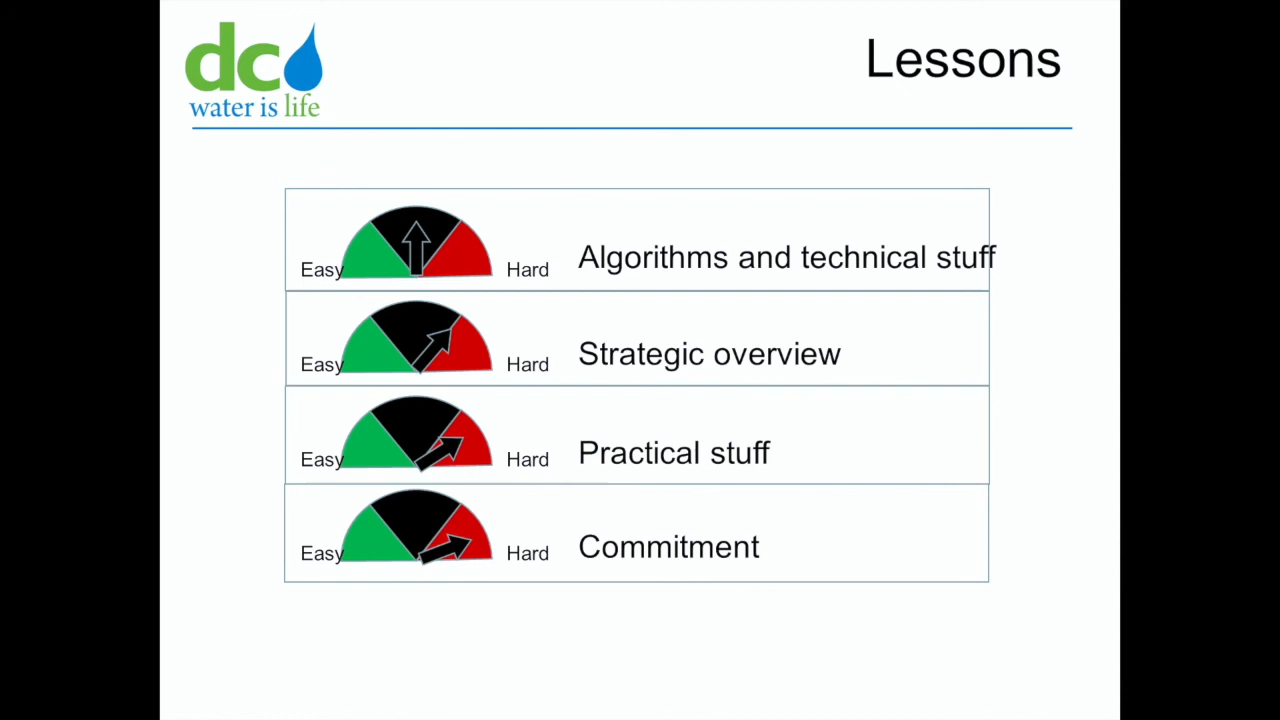 dc
water is life
Lessons
Easy Hard Algorithms and technical stuff
Easy Hard Strategic overview
Easy Hard Practical stuff
Easy Hard Commitment